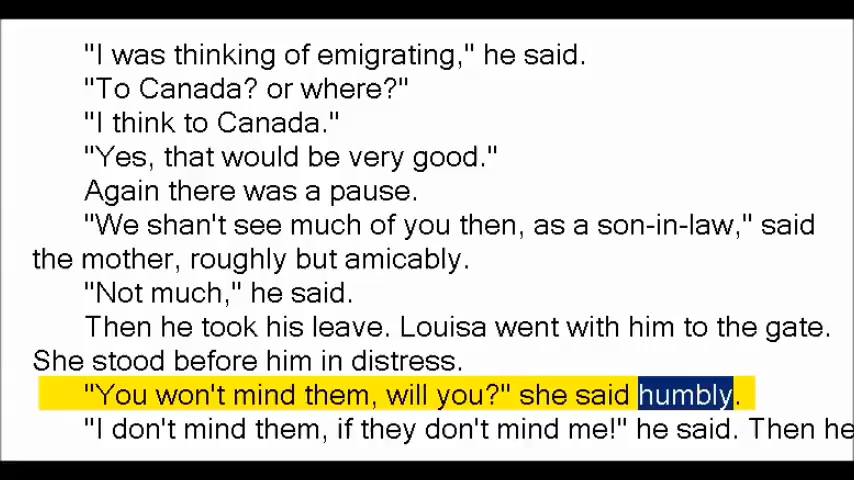 "I was thinking of emigrating," he said.
"To Canada? or where?"
"I think to Canada."
"Yes, that would be very good."
Again there was a pause.
"We shan't see much of you then, as a son-in-law," said
the mother, roughly but amicably.
"Not much," he said.
Then he took his leave. Louisa went with him to the gate.
She stood before him in distress.
"You won't mind them, will you?" she said humbly.
"I don't mind them, if they don't mind me!" he said. Then he